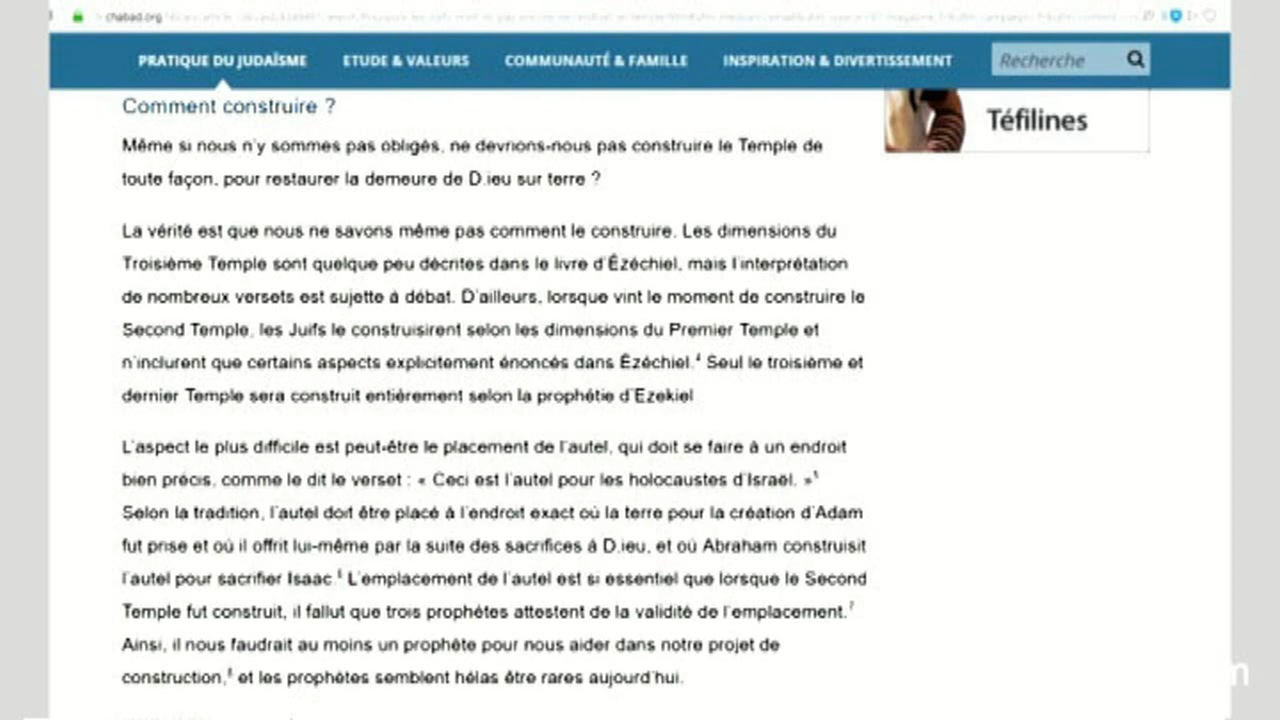 chabad.org
PRATIQUE DU JUDAÏSME
ETUDE & VALEURS
COMMUNAUTÉ & FAMILLE
INSPIRATION & DIVERTISSEMENT
Recherche
Téfilines
Comment construire ?
Même si nous n'y sommes pas obligés, ne devrions-nous pas construire le Temple de
toute façon, pour restaurer la demeure de D.ieu sur terre ?
La vérité est que nous ne savons même pas comment le construire. Les dimensions du
Troisième Temple sont quelque peu décrites dans le livre d'Ézéchiel, mais l'interprétation
de nombreux versets est sujette à débat. D'ailleurs, lorsque vint le moment de construire le
Second Temple, les Juifs le construisirent selon les dimensions du Premier Temple et
n'inclurent que certains aspects explicitement énoncés dans Ézéchiel.⁴ Seul le troisième et
dernier Temple sera construit entièrement selon la prophétie d'Ezekiel
L'aspect le plus difficile est peut-être le placement de l'autel, qui doit se faire à un endroit
bien précis, comme le dit le verset : « Ceci est l'autel pour les holocaustes d'Israël. »⁵
Selon la tradition, l'autel doit être placé à l'endroit exact où la terre pour la création d'Adam
fut prise et où il offrit lui-même par la suite des sacrifices à D.ieu, et où Abraham construisit
l'autel pour sacrifier Isaac.⁶ L'emplacement de l'autel est si essentiel que lorsque le Second
Temple fut construit, il fallut que trois prophètes attestent de la validité de l'emplacement.⁷
Ainsi, il nous faudrait au moins un prophète pour nous aider dans notre projet de
construction,⁸ et les prophètes semblent hélas être rares aujourd'hui.